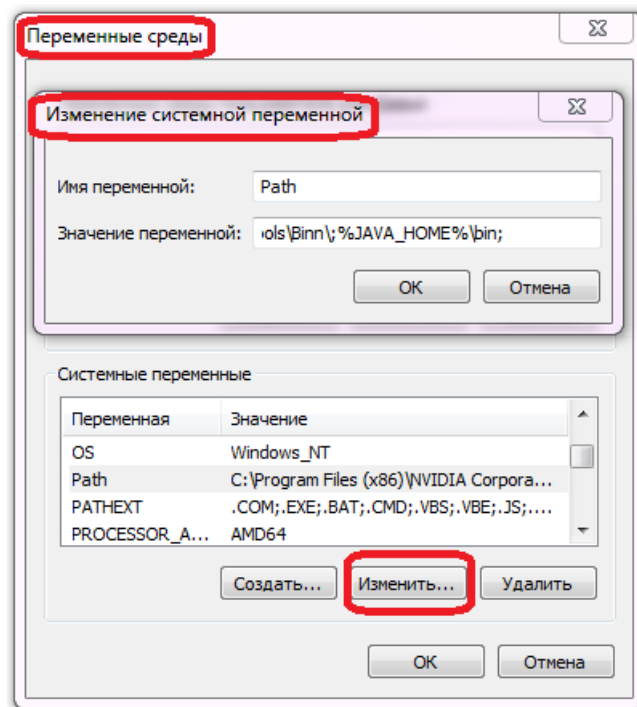 Переменные среды
Изменение системной переменной
Имя переменной: Path
Значение переменной: ols\Binn\;%JAVA_HOME%\bin;
OK Отмена
Системные переменные
Переменная Значение
OS Windows_NT
Path C:\Program Files (x86)\NVIDIA Corpora...
PATHEXT .COM;.EXE;.BAT;.CMD;.VBS;.VBE;.JS;....
PROCESSOR_A... AMD64
Создать... Изменить... Удалить
OK Отмена